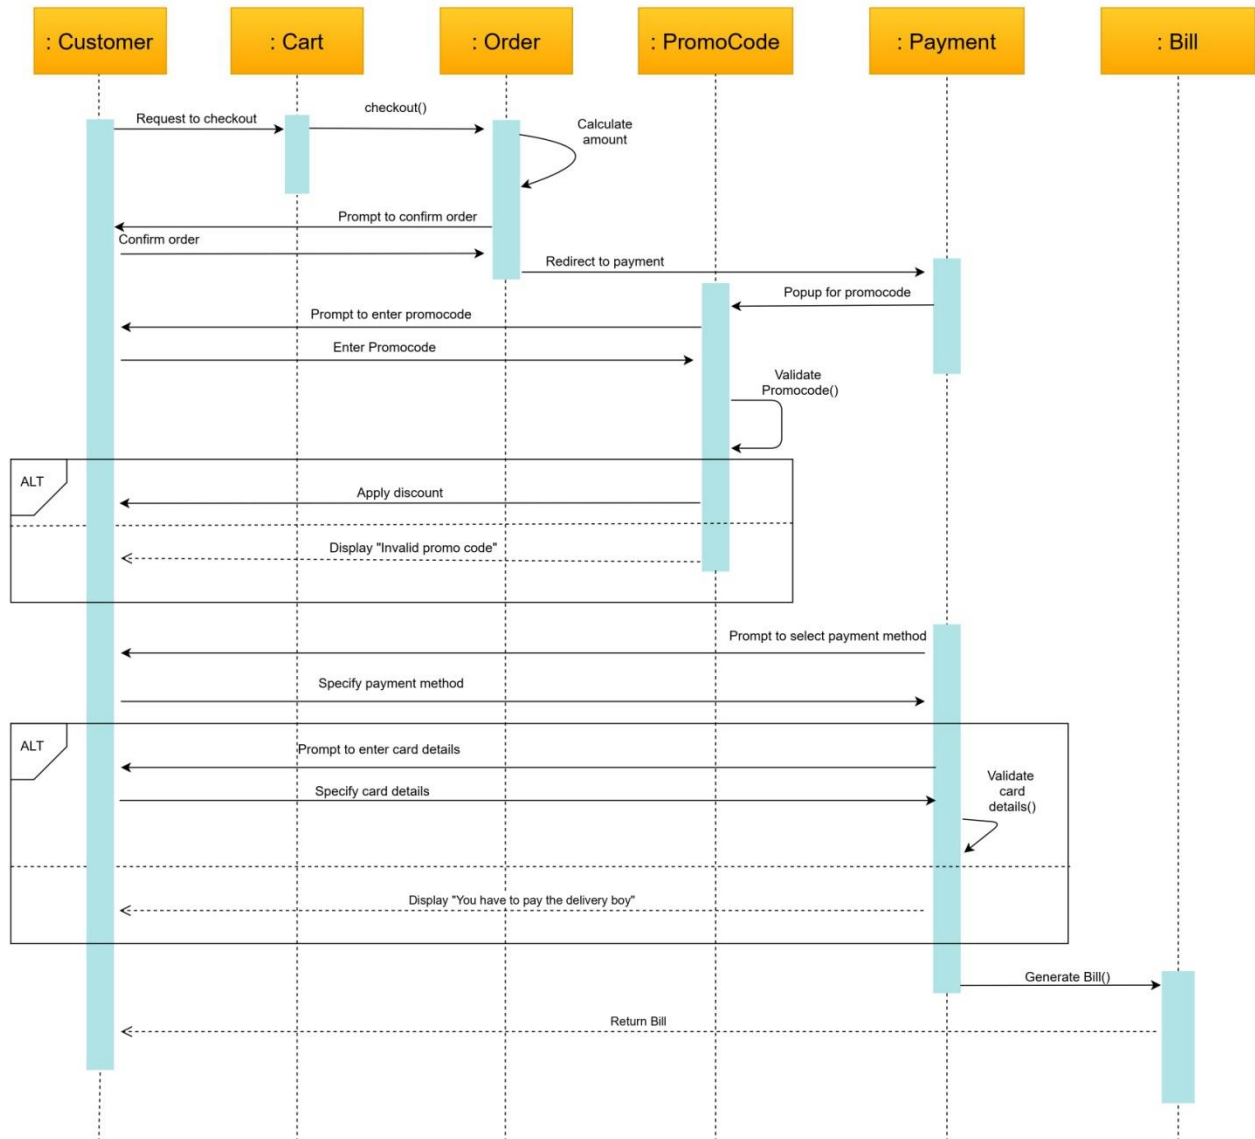 : Customer
: Cart
: Order
: PromoCode
: Payment
: Bill
Request to checkout
checkout()
Calculate
amount
Prompt to confirm order
Confirm order
Redirect to payment
Popup for promocode
Prompt to enter promocode
Enter Promocode
Validate
Promocode()
ALT
Apply discount
Display "Invalid promo code"
Prompt to select payment method
Specify payment method
ALT
Prompt to enter card details
Specify card details
Validate
card
details()
Display "You have to pay the delivery boy"
Generate Bill()
Return Bill